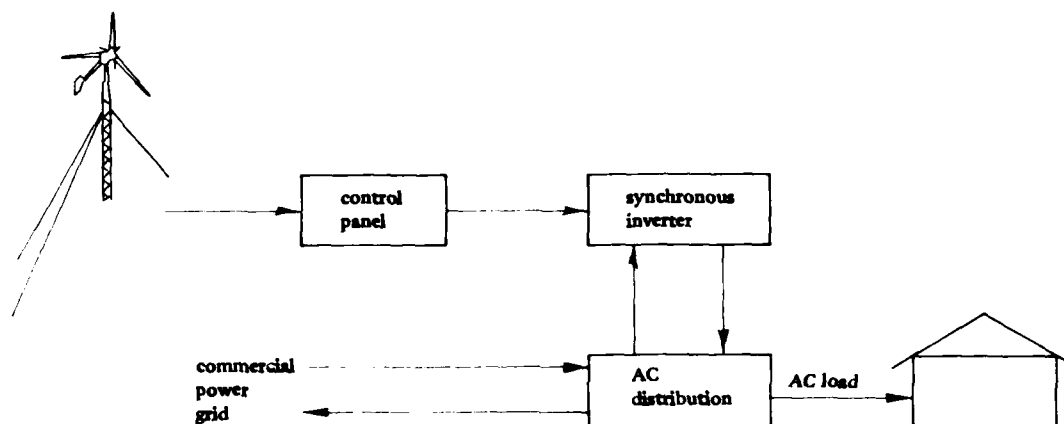 control
panel
synchronous
inverter
commercial
power
grid
AC
distribution
AC load